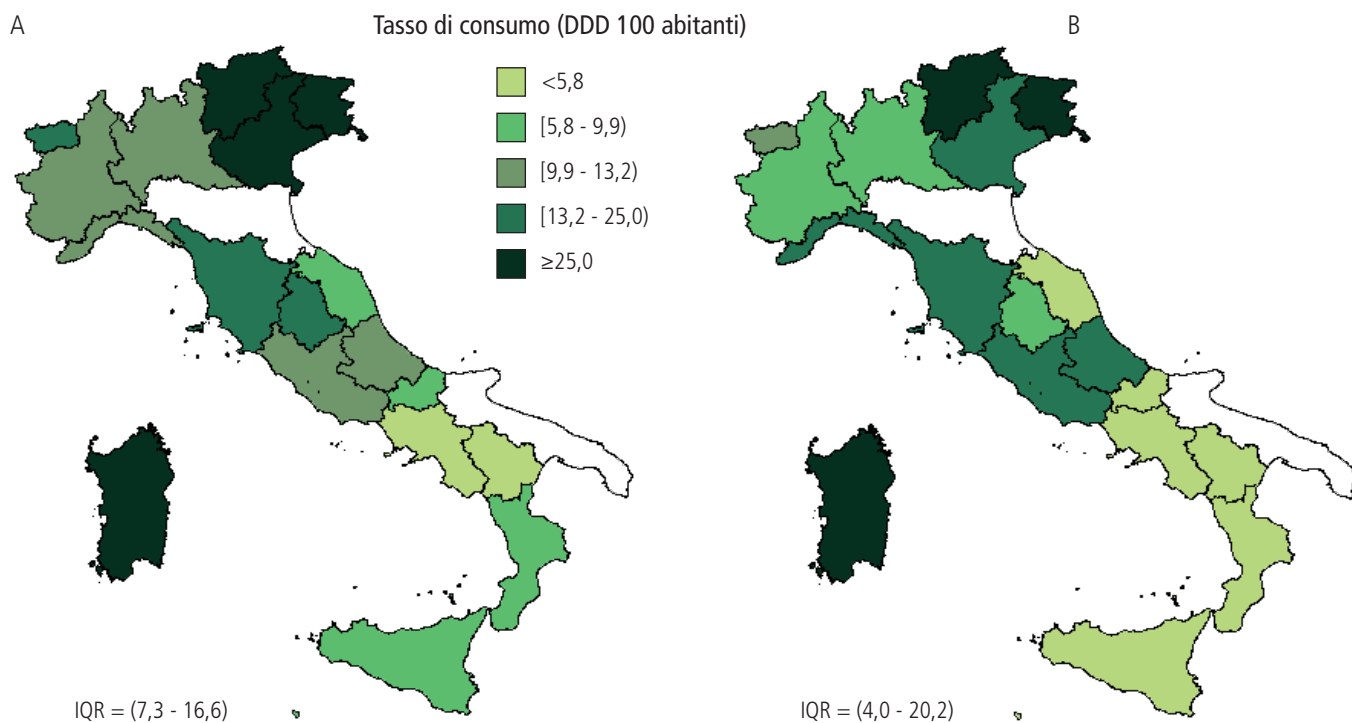 A
Tasso di consumo (DDD 100 abitanti)
B
<5,8
[5,8 - 9,9)
[9,9 - 13,2)
[13,2 - 25,0)
≥25,0
IQR = (7,3 - 16,6)
IQR = (4,0 - 20,2)